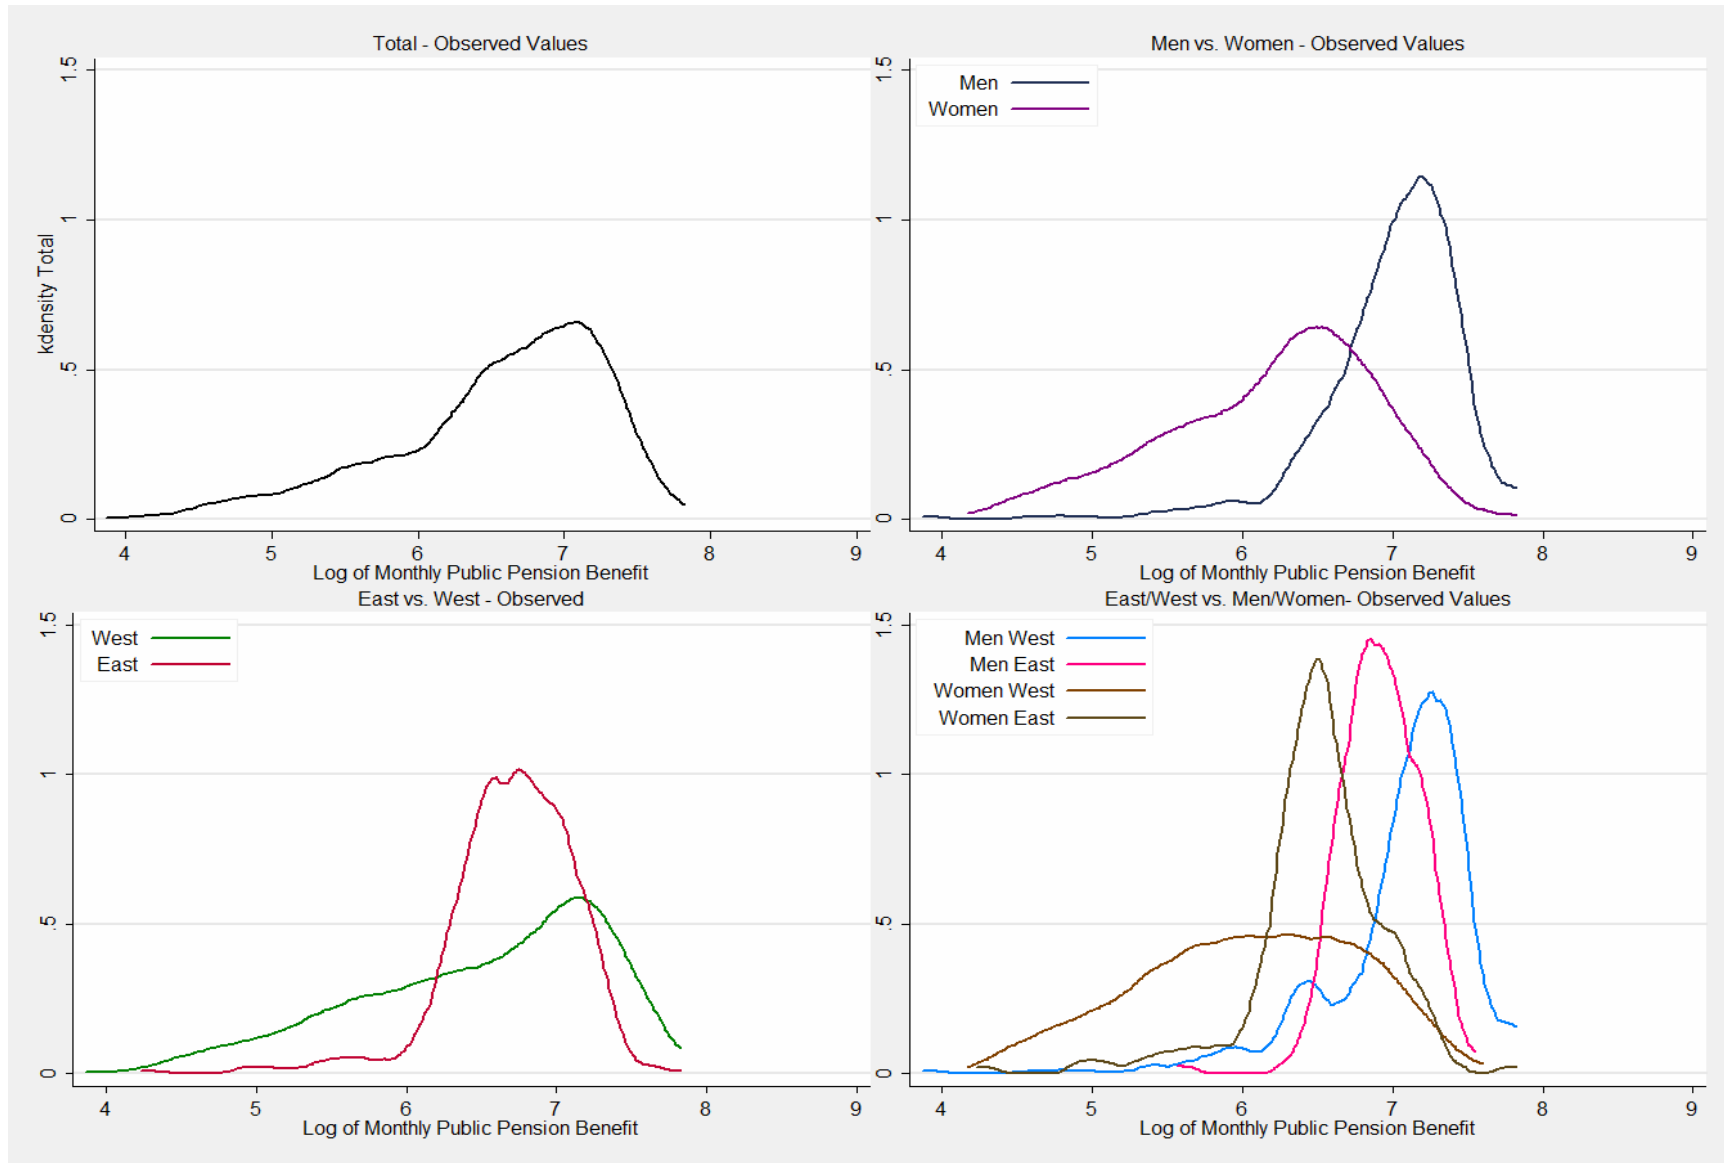 Total - Observed Values
1.5
1
.5
0
kdensity Total
4 5 6 7 8 9
Log of Monthly Public Pension Benefit
Men vs. Women - Observed Values
Men
Women
1.5
1
.5
0
4 5 6 7 8 9
Log of Monthly Public Pension Benefit
East vs. West - Observed
West
East
1.5
1
.5
0
4 5 6 7 8 9
Log of Monthly Public Pension Benefit
East/West vs. Men/Women- Observed Values
Men West
Men East
Women West
Women East
1.5
1
.5
0
4 5 6 7 8 9
Log of Monthly Public Pension Benefit